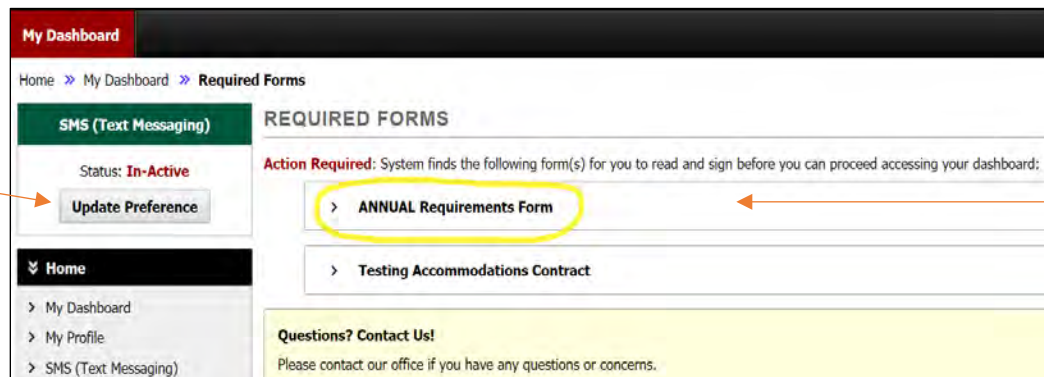 My Dashboard
Home » My Dashboard » Required Forms
SMS (Text Messaging)
Status: In-Active
Update Preference
Home
> My Dashboard
> My Profile
> SMS (Text Messaging)
REQUIRED FORMS
Action Required: System finds the following form(s) for you to read and sign before you can proceed accessing your dashboard:
> ANNUAL Requirements Form
> Testing Accommodations Contract
Questions? Contact Us!
Please contact our office if you have any questions or concerns.